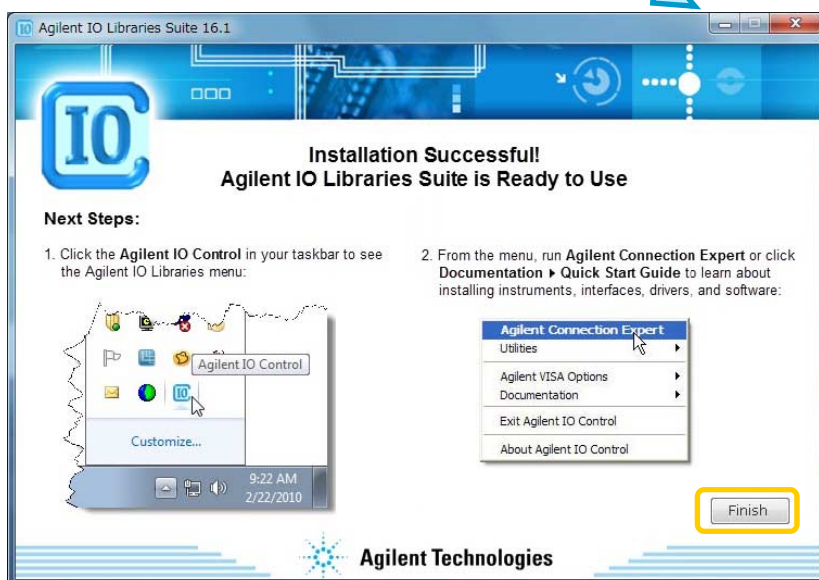 Agilent IO Libraries Suite 16.1
IO
Installation Successful!
Agilent IO Libraries Suite is Ready to Use
Next Steps:
1. Click the Agilent IO Control in your taskbar to see
the Agilent IO Libraries menu:
Agilent IO Control
IO
Customize...
9:22 AM
2/22/2010
2. From the menu, run Agilent Connection Expert or click
Documentation ▸ Quick Start Guide to learn about
installing instruments, interfaces, drivers, and software:
Agilent Connection Expert
Utilities
Agilent VISA Options
Documentation
Exit Agilent IO Control
About Agilent IO Control
Finish
Agilent Technologies